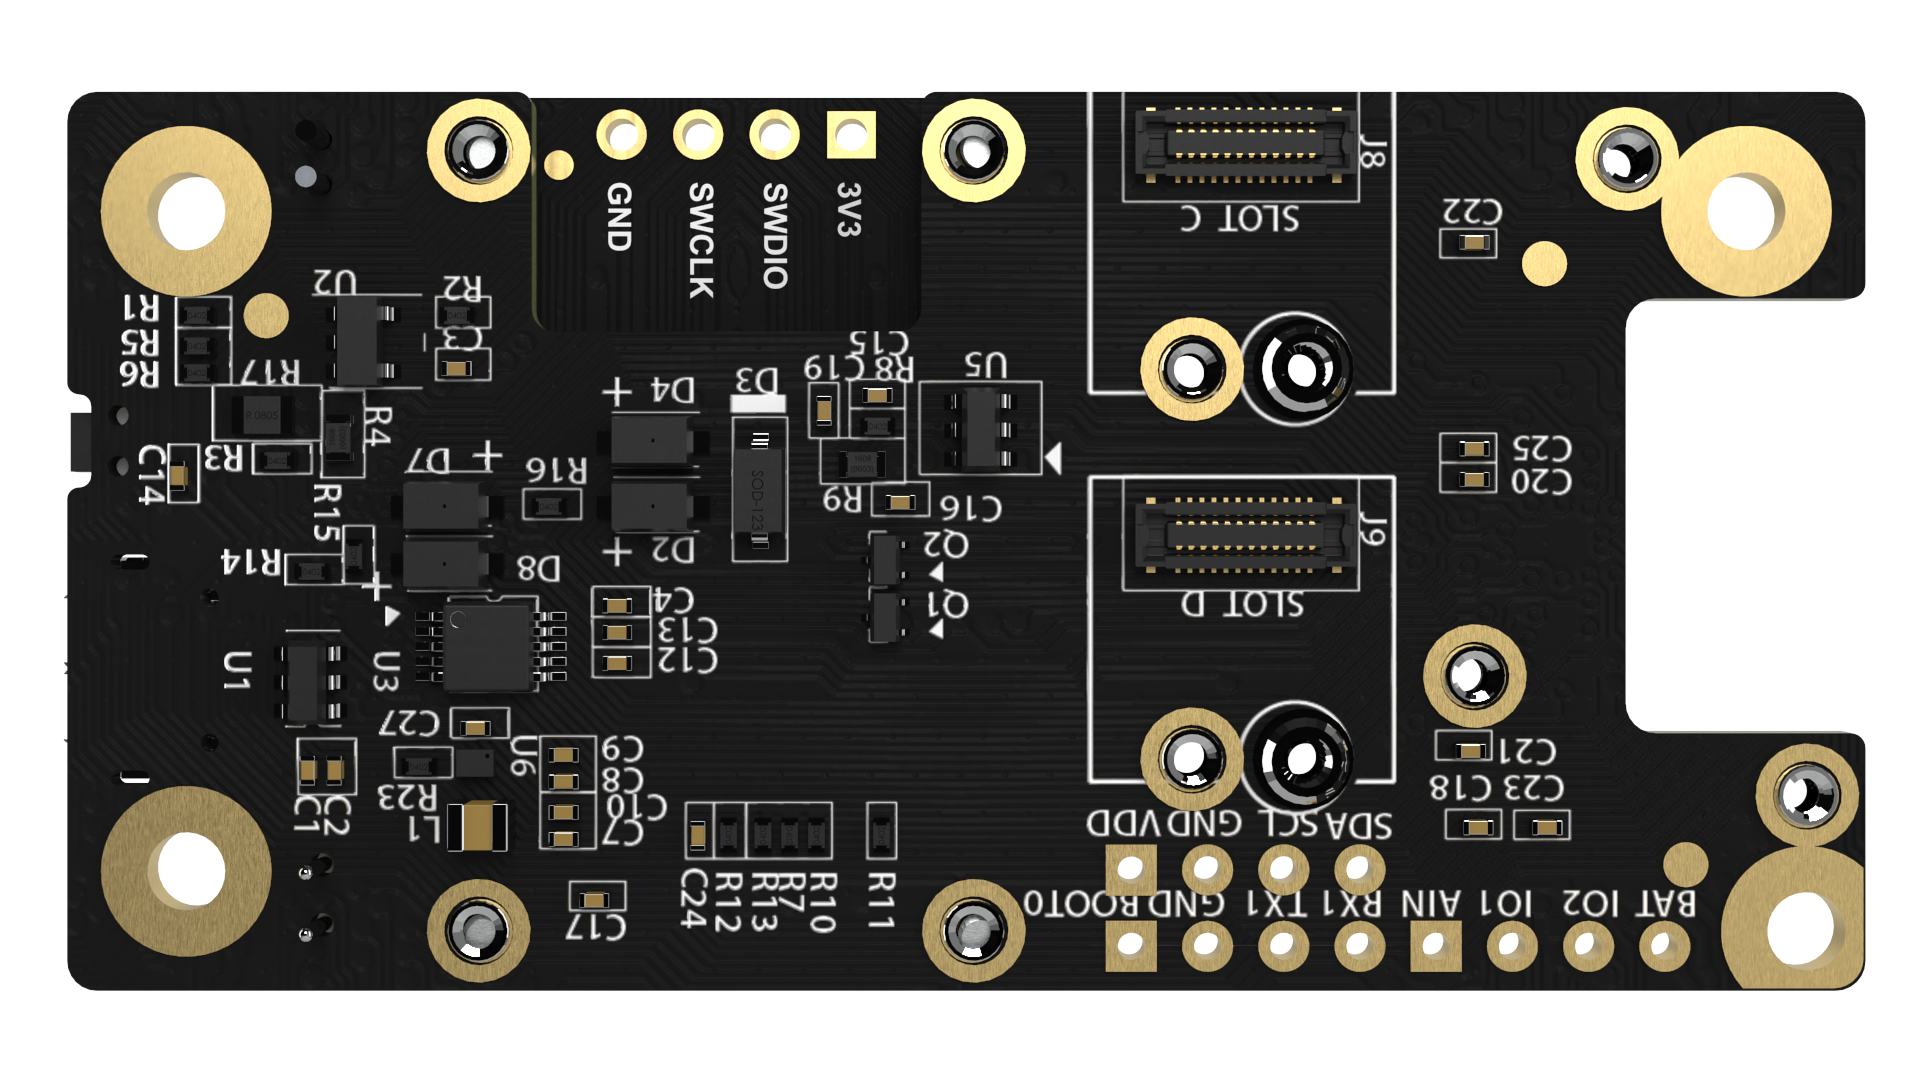 GND
SWCLK
SWDIO
3V3
J8
SLOT C
C22
U2
R2
R1
R5
R6
C3
R17
R4
C14
R3
D7
+
R16
+
D4
D3
C19
C15
R8
U5
C25
C20
R9
C16
SOD-123
R15
R14
+
D8
+
D2
Q2
Q1
J9
SLOT D
C4
C13
C12
U1
U3
C27
U6
C9
C8
C10
C7
R23
L1
C1
C2
C21
C18
C23
VDD
GND
SCL
SDA
C24
R12
R13
R7
R10
R11
C17
BOOT0
GND
TX1
RX1
AIN
IO1
IO2
BAT